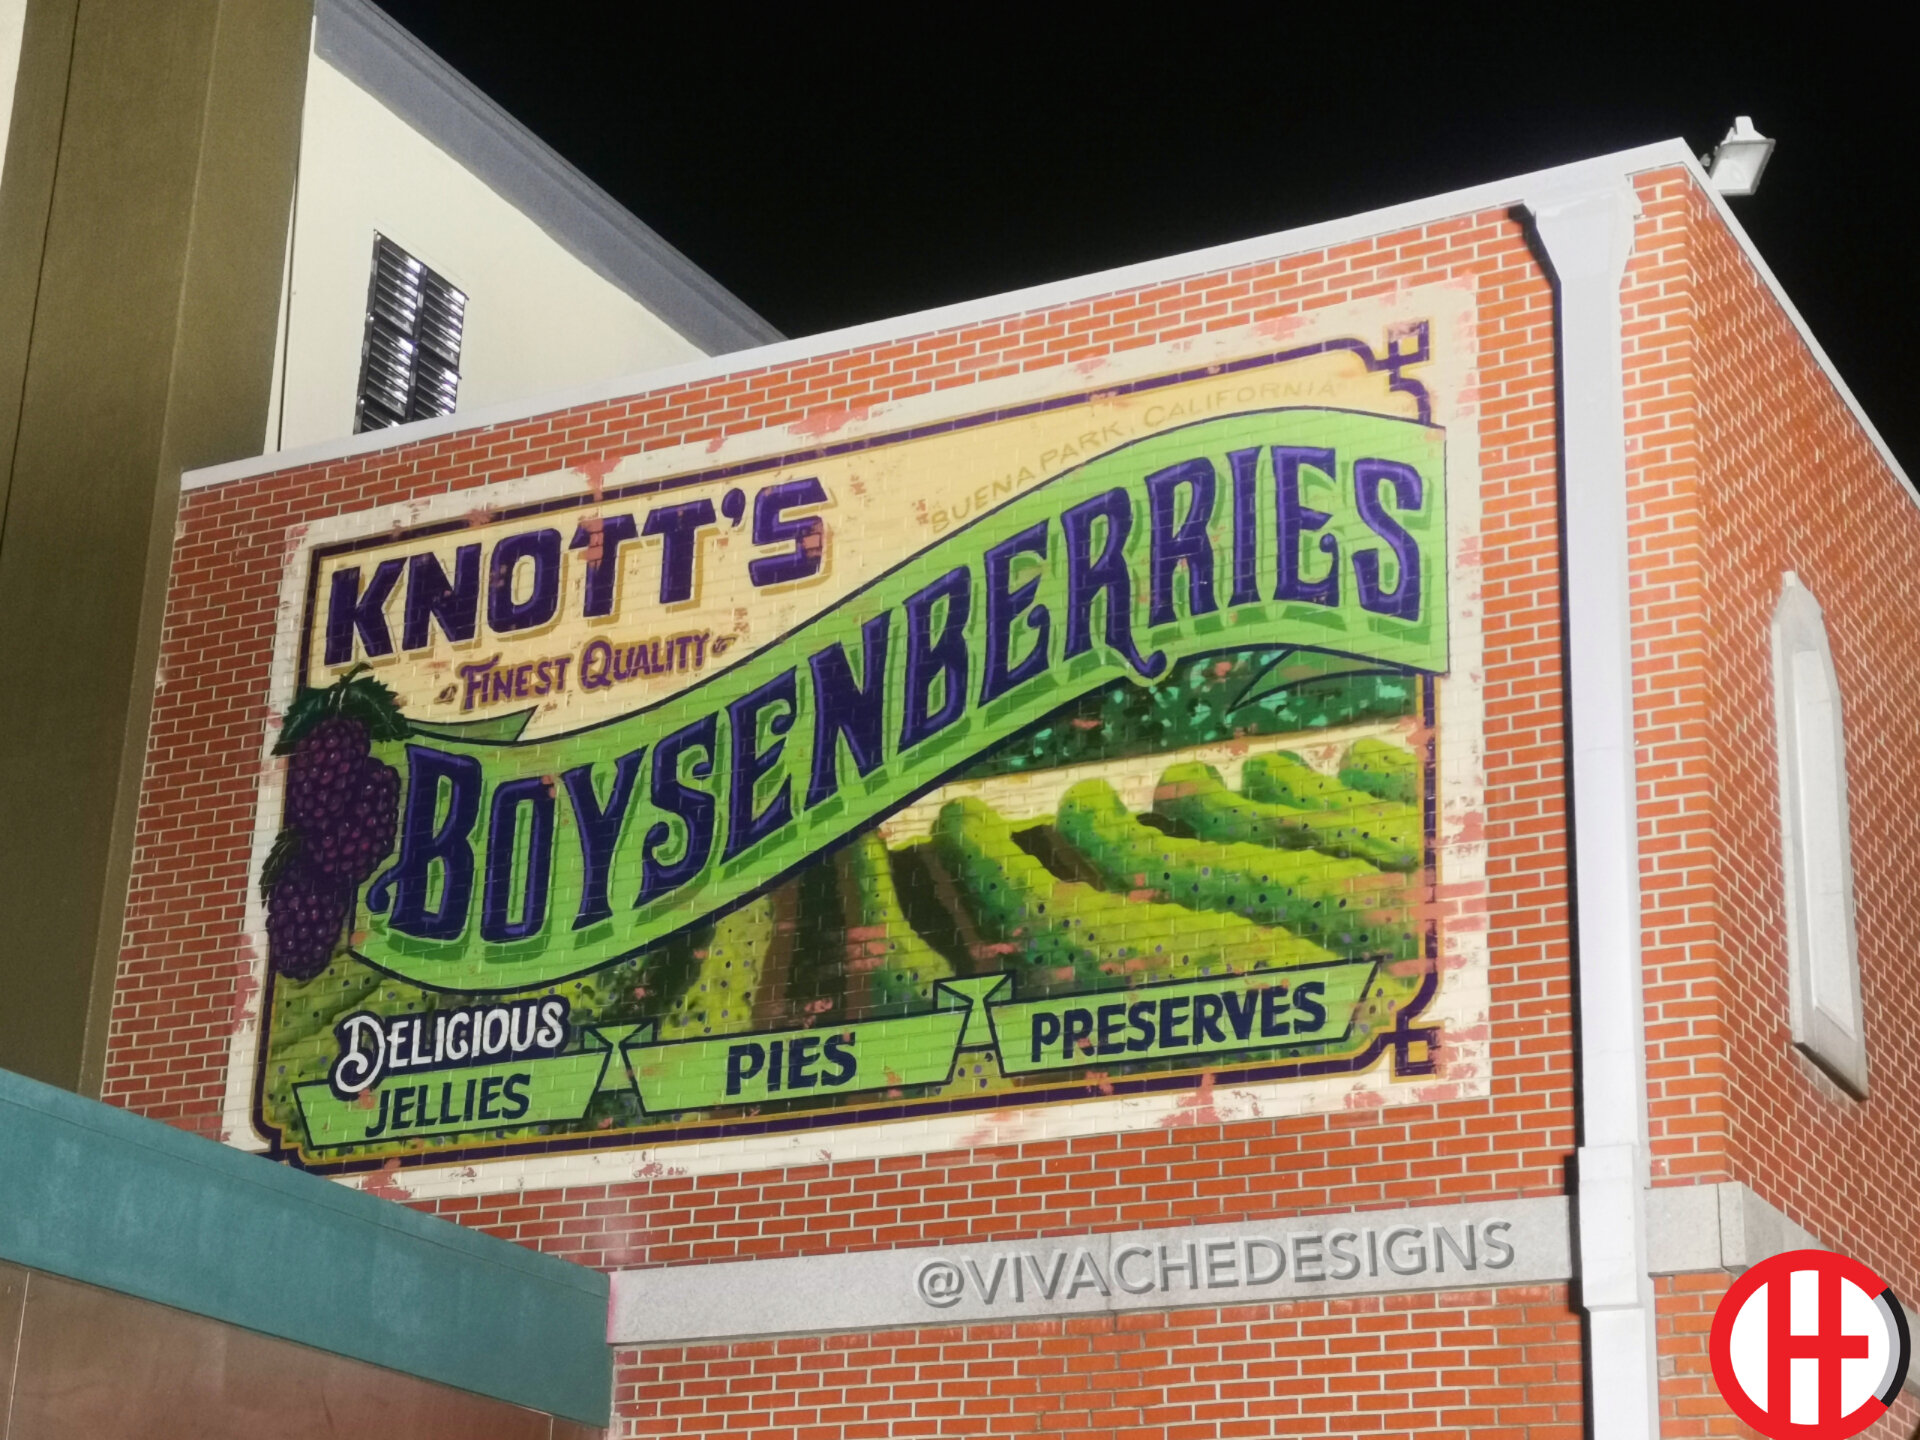 BUENA PARK, CALIFORNIA
KNOTT'S
FINEST QUALITY
BOYSENBERRIES
DELICIOUS
JELLIES
PIES
PRESERVES
@VIVACHEDESIGNS